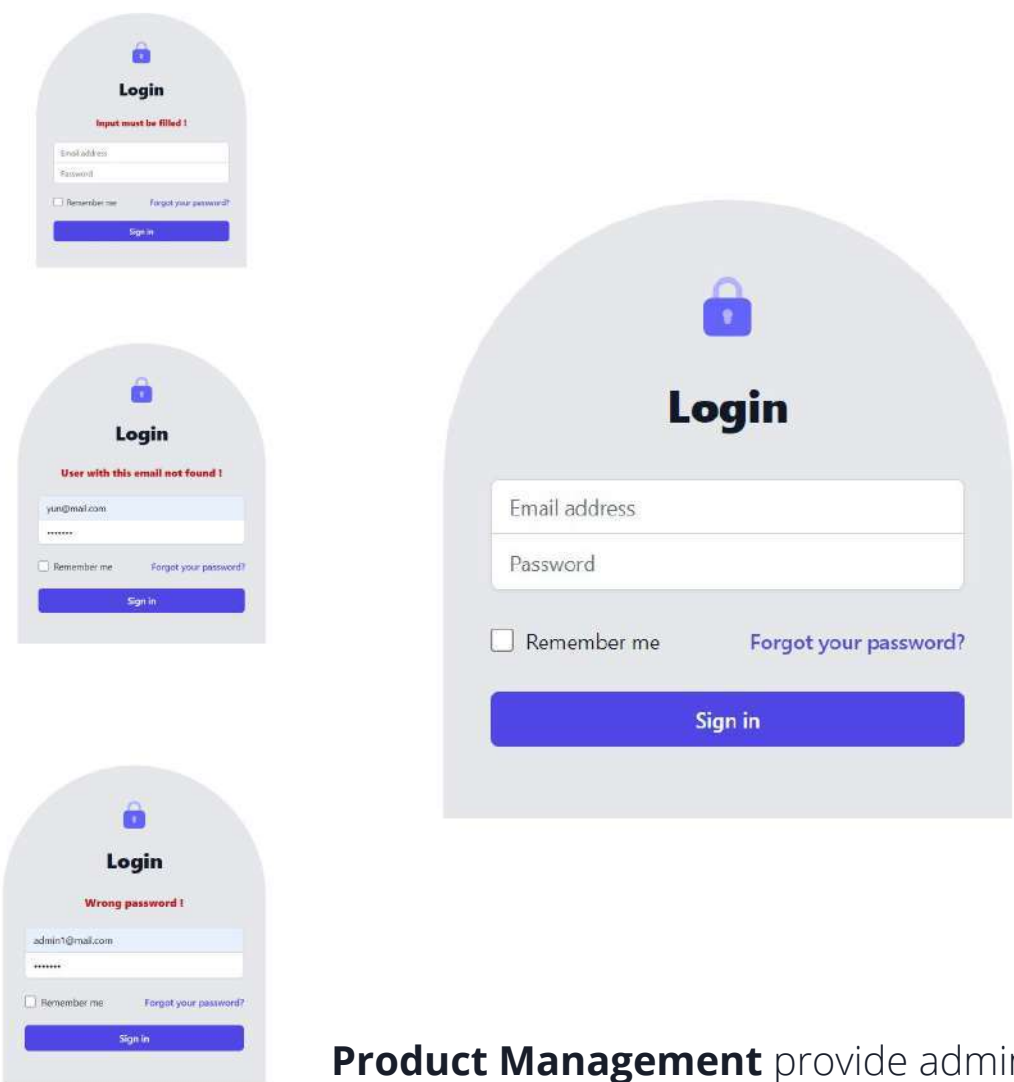 Login
Input must be filled !
Email address
Password
Remember me Forgot your password?
Sign in
Login
User with this email not found !
yun@mail.com
•••••••
Remember me Forgot your password?
Sign in
Login
Wrong password !
admin1@mail.com
•••••••
Remember me Forgot your password?
Sign in
Login
Email address
Password
Remember me Forgot your password?
Sign in
Product Management provide admin